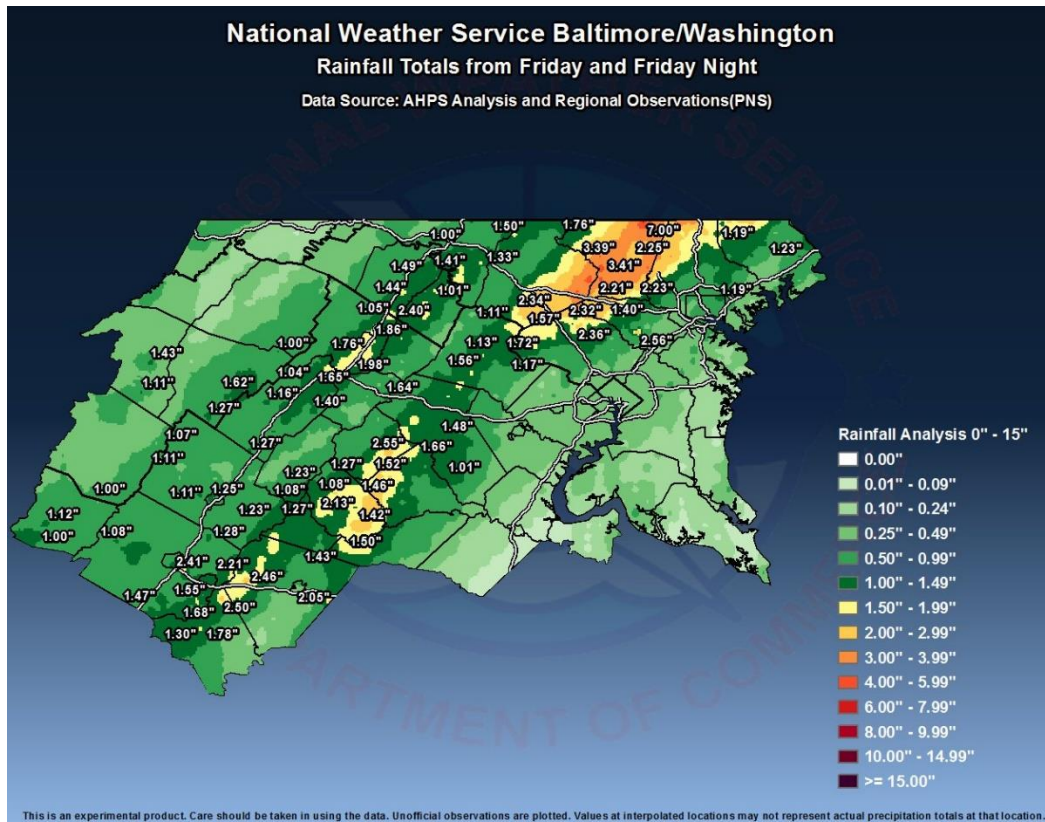 National Weather Service Baltimore/Washington
Rainfall Totals from Friday and Friday Night
Data Source: AHPS Analysis and Regional Observations(PNS)
NATIONAL WEATHER SERVICE
1.00" 1.50" 1.76" 7.00" 1.19"
1.49" 1.41" 1.33" 3.39" 2.25" 1.23"
3.41"
1.44" 1.01" 2.21" 2.23" 1.19"
1.05" 2.40" 1.11" 2.34" 2.32" 1.40"
1.57"
1.86" 2.36"
1.00" 1.76" 1.13" 1.72" 2.56"
1.43" 1.04" 1.98" 1.56" 1.17"
1.11" 1.62" 1.65" 1.64"
1.16" 1.40"
1.27"
1.07" 1.27" 2.55" 1.48"
1.66"
1.11" 1.23" 1.27" 1.52" 1.01"
1.00" 1.11" 1.25" 1.08" 1.08" 1.46"
2.13"
1.12" 1.23" 1.27" 1.42"
1.00" 1.08" 1.28"
1.50"
1.43"
2.41" 2.21"
2.46"
1.47" 1.55" 2.05"
1.68" 2.50"
1.30" 1.78"
Rainfall Analysis 0" - 15"
0.00"
0.01" - 0.09"
0.10" - 0.24"
0.25" - 0.49"
0.50" - 0.99"
1.00" - 1.49"
1.50" - 1.99"
2.00" - 2.99"
3.00" - 3.99"
4.00" - 5.99"
6.00" - 7.99"
8.00" - 9.99"
10.00" - 14.99"
>= 15.00"
DEPARTMENT OF COMMERCE
This is an experimental product. Care should be taken in using the data. Unofficial observations are plotted. Values at interpolated locations may not represent actual precipitation totals at that location.